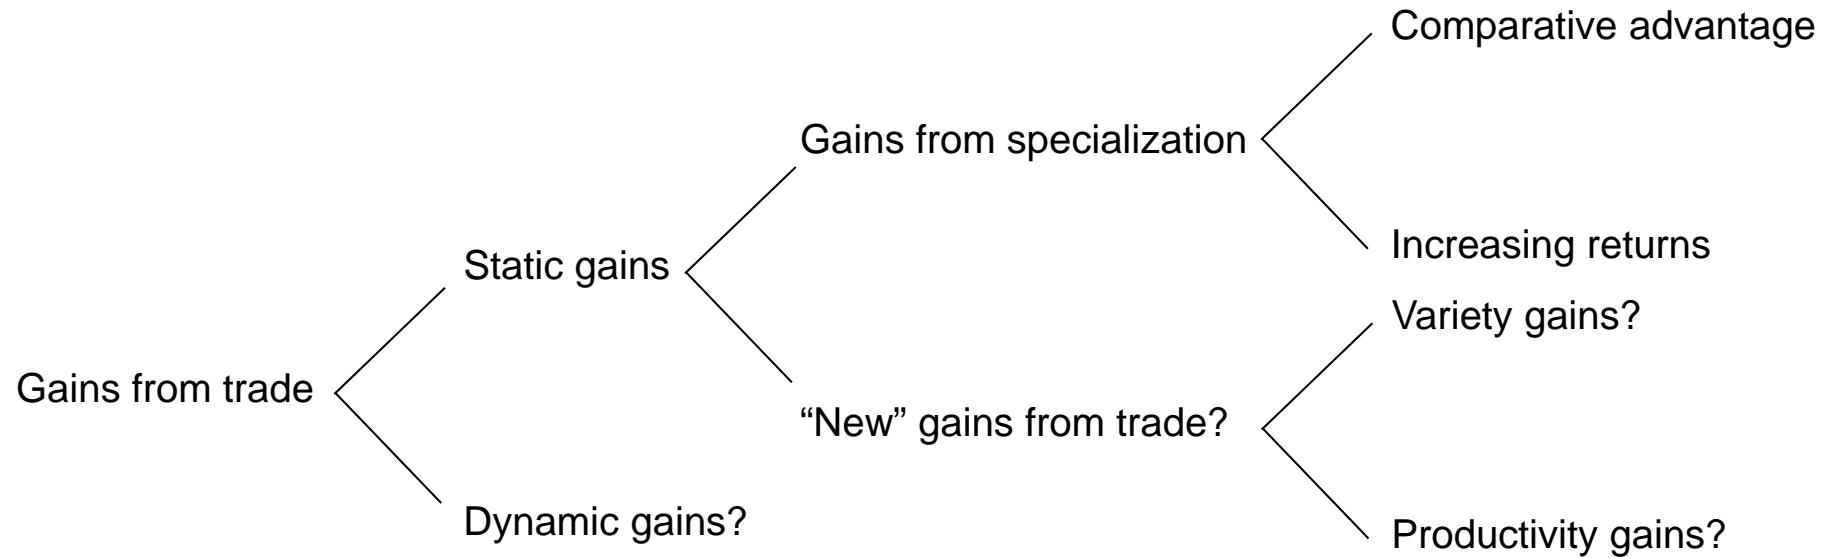 Comparative advantage
Gains from specialization
Increasing returns
Static gains
Variety gains?
Gains from trade
“New” gains from trade?
Dynamic gains?
Productivity gains?